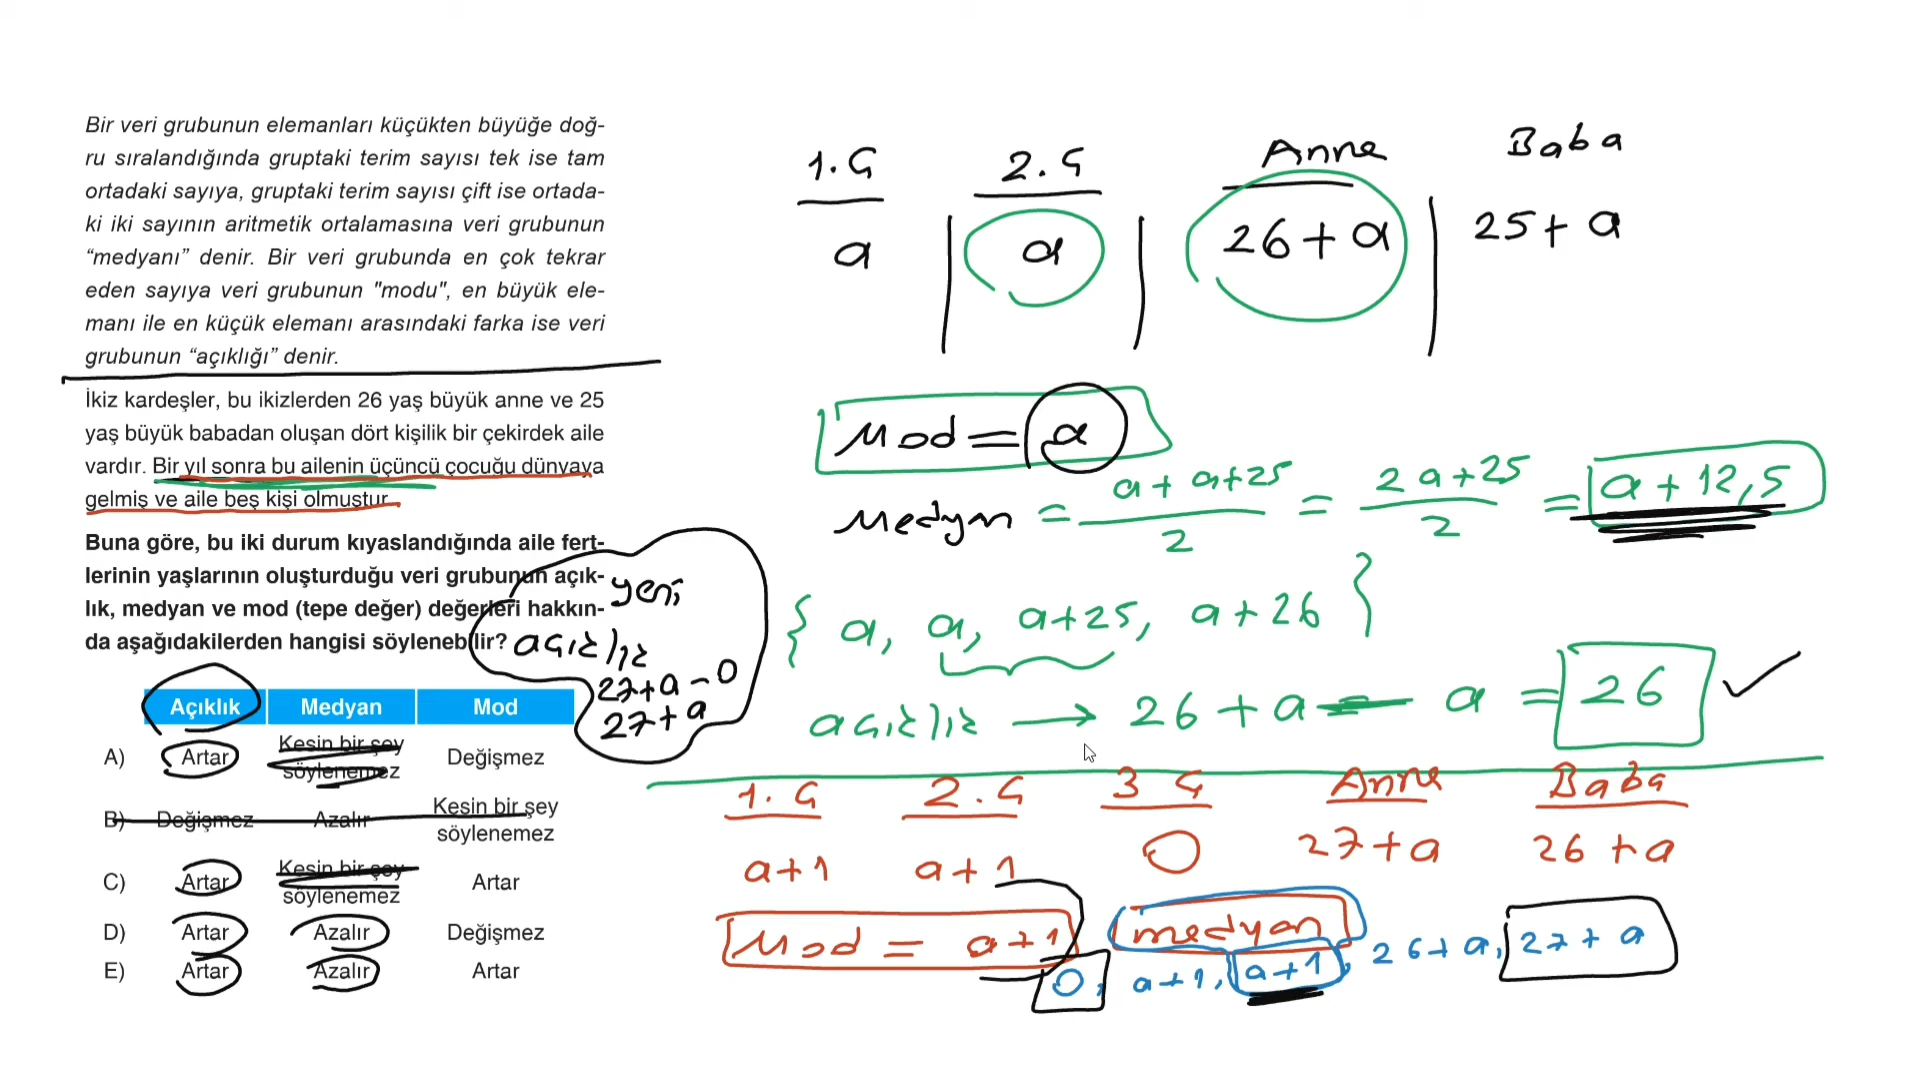 Bir veri grubunun elemanları küçükten büyüğe doğ-
ru sıralandığında gruptaki terim sayısı tek ise tam
ortadaki sayıya, gruptaki terim sayısı çift ise ortada-
ki iki sayının aritmetik ortalamasına veri grubunun
“medyanı” denir. Bir veri grubunda en çok tekrar
eden sayıya veri grubunun "modu", en büyük ele-
manı ile en küçük elemanı arasındaki farka ise veri
grubunun “açıklığı” denir.
İkiz kardeşler, bu ikizlerden 26 yaş büyük anne ve 25
yaş büyük babadan oluşan dört kişilik bir çekirdek aile
vardır. Bir yıl sonra bu ailenin üçüncü çocuğu dünyaya
gelmiş ve aile beş kişi olmuştur.
Buna göre, bu iki durum kıyaslandığında aile fert-
lerinin yaşlarının oluşturduğu veri grubunun açık-
lık, medyan ve mod (tepe değer) değerleri hakkın-
da aşağıdakilerden hangisi söylenebilir?
Açıklık Medyan Mod
A) Artar Kesin bir şey söylenemez Değişmez
B) Değişmez Azalır Kesin bir şey söylenemez
C) Artar Kesin bir şey söylenemez Artar
D) Artar Azalır Değişmez
E) Artar Azalır Artar
yeni
açıklık
27+a-0
27+a
1.Ç 2.Ç Anne Baba
a a 26+a 25+a
Mod = a
Medyan = a+a+25 / 2 = 2a+25 / 2 = a+12,5
{ a, a, a+25, a+26 }
açıklık → 26+a - a = 26
1.Ç 2.Ç 3 Ç Anne Baba
a+1 a+1 0 27+a 26+a
Mod = a+1 medyan
0, a+1, a+1, 26+a, 27+a